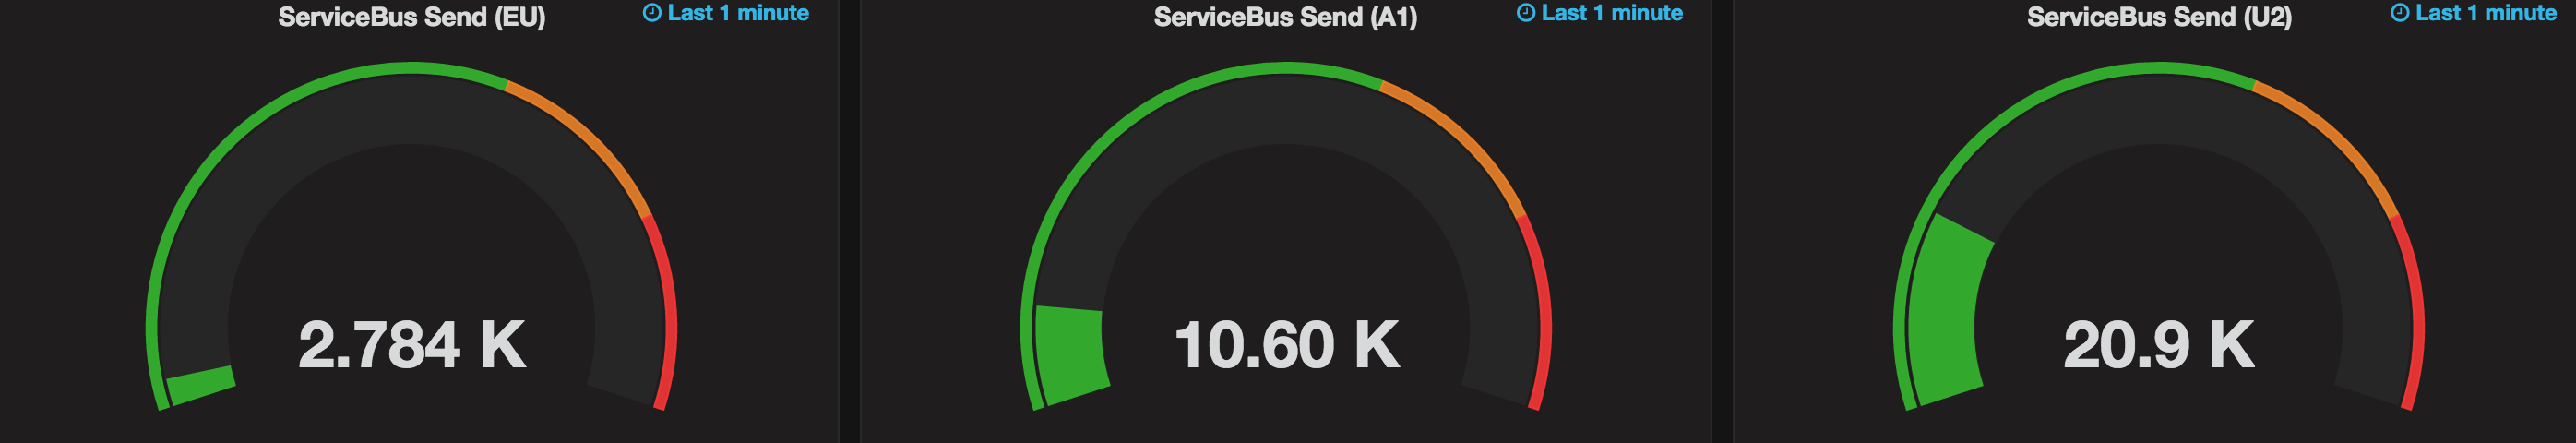 ServiceBus Send (EU)
Last 1 minute
2.784 K
ServiceBus Send (A1)
Last 1 minute
10.60 K
ServiceBus Send (U2)
Last 1 minute
20.9 K